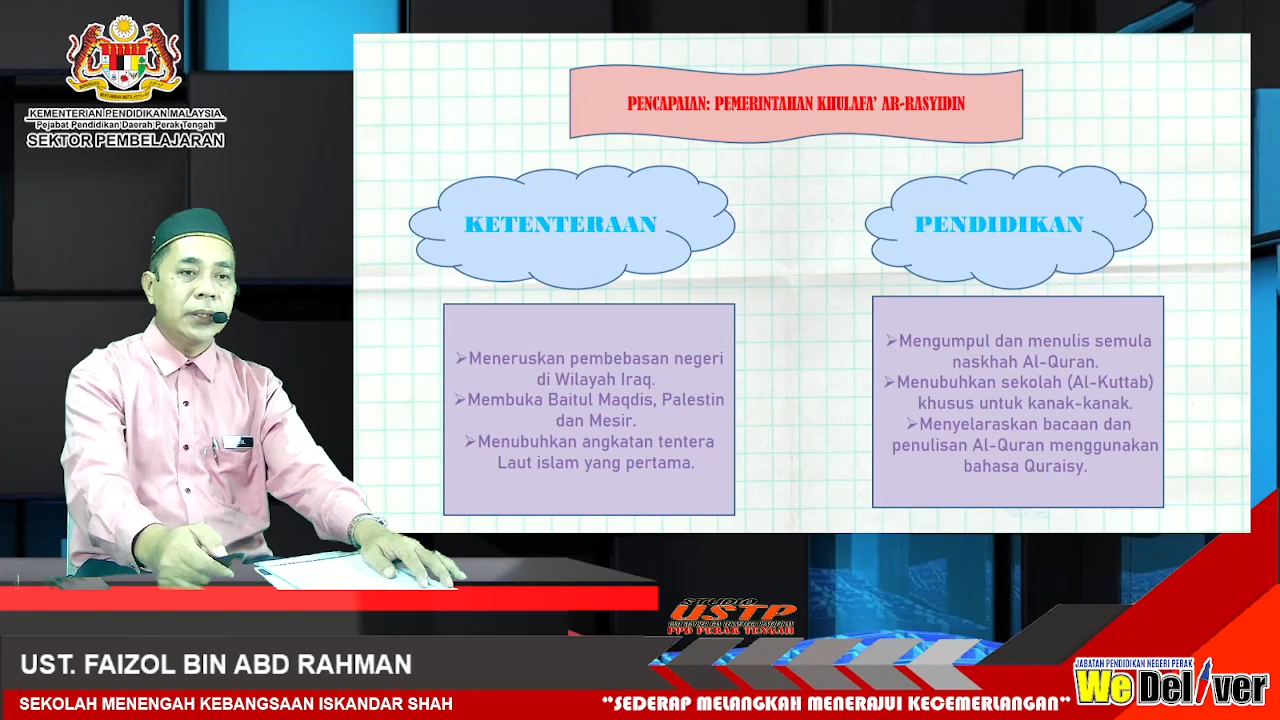 KEMENTERIAN PENDIDIKAN MALAYSIA
Pejabat Pendidikan Daerah Perak Tengah
SEKTOR PEMBELAJARAN
PENCAPAIAN: PEMERINTAHAN KHULAFA' AR-RASYIDIN
KETENTERAAN
➢Meneruskan pembebasan negeri
di Wilayah Iraq.
➢Membuka Baitul Maqdis, Palestin
dan Mesir.
➢Menubuhkan angkatan tentera
Laut islam yang pertama.
PENDIDIKAN
➢Mengumpul dan menulis semula
naskhah Al-Quran.
➢Menubuhkan sekolah (Al-Kuttab)
khusus untuk kanak-kanak.
➢Menyelaraskan bacaan dan
penulisan Al-Quran menggunakan
bahasa Quraisy.
STUDIO
USTP
PPD PERAK TENGAH
UST. FAIZOL BIN ABD RAHMAN
SEKOLAH MENENGAH KEBANGSAAN ISKANDAR SHAH
"SEDERAP MELANGKAH MENERAJUI KECEMERLANGAN"
JABATAN PENDIDIKAN NEGERI PERAK
We Deliver